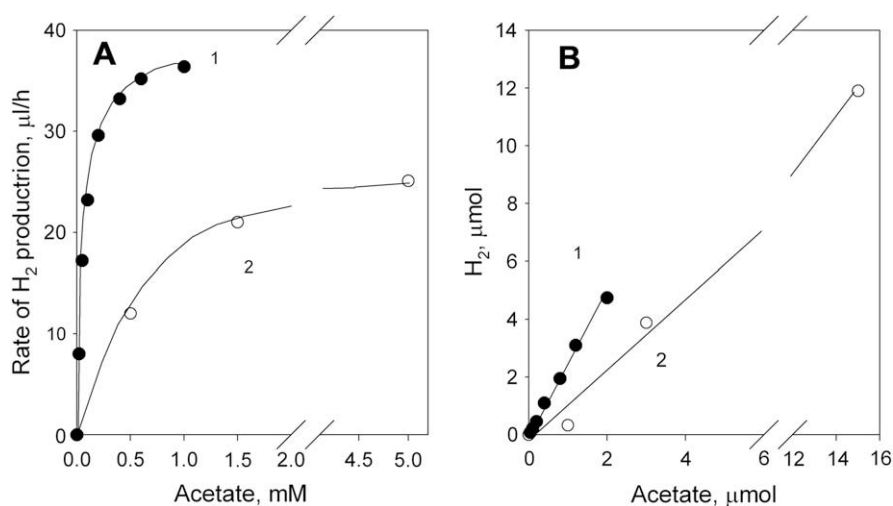 A
1
2
Rate of H2 productrion, µl/h
40
30
20
10
0
0.0 0.5 1.0 1.5 2.0 4.5 5.0
Acetate, mM
B
1
2
H2, µmol
14
12
10
8
6
4
2
0
0 2 4 6 12 14 16
Acetate, µmol